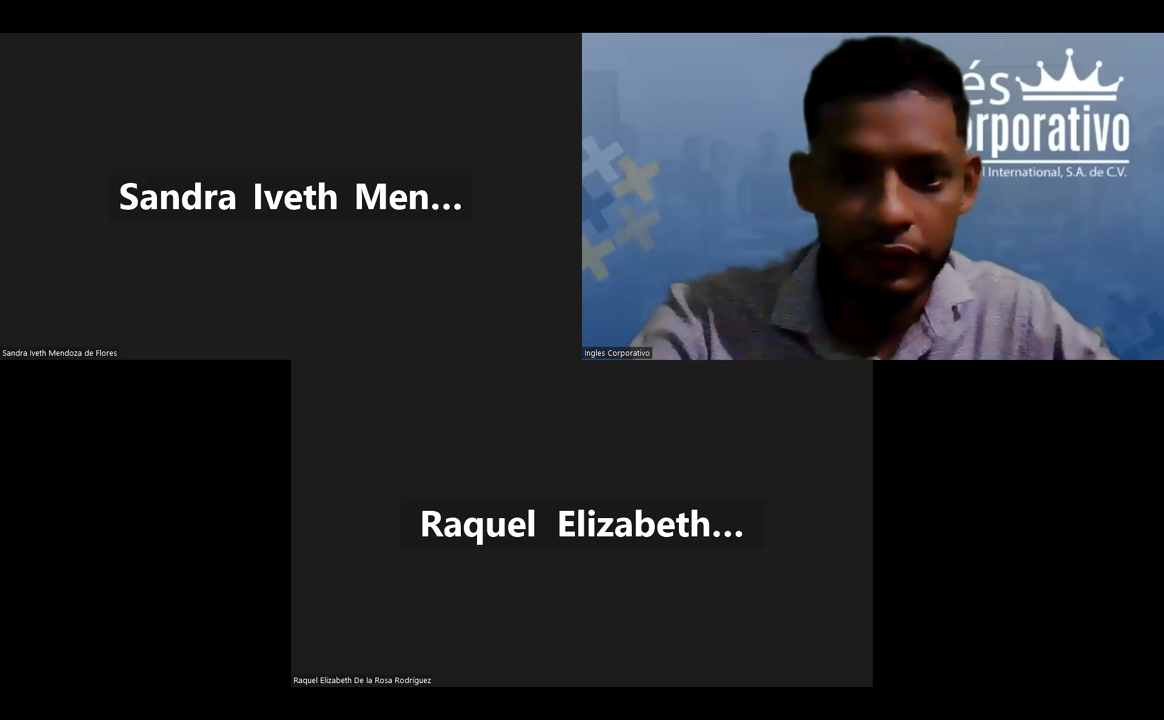 Sandra Iveth Men...
Sandra Iveth Mendoza de Flores
és
orporativo
l International, S.A. de C.V.
Ingles Corporativo
Raquel Elizabeth...
Raquel Elizabeth De la Rosa Rodríguez